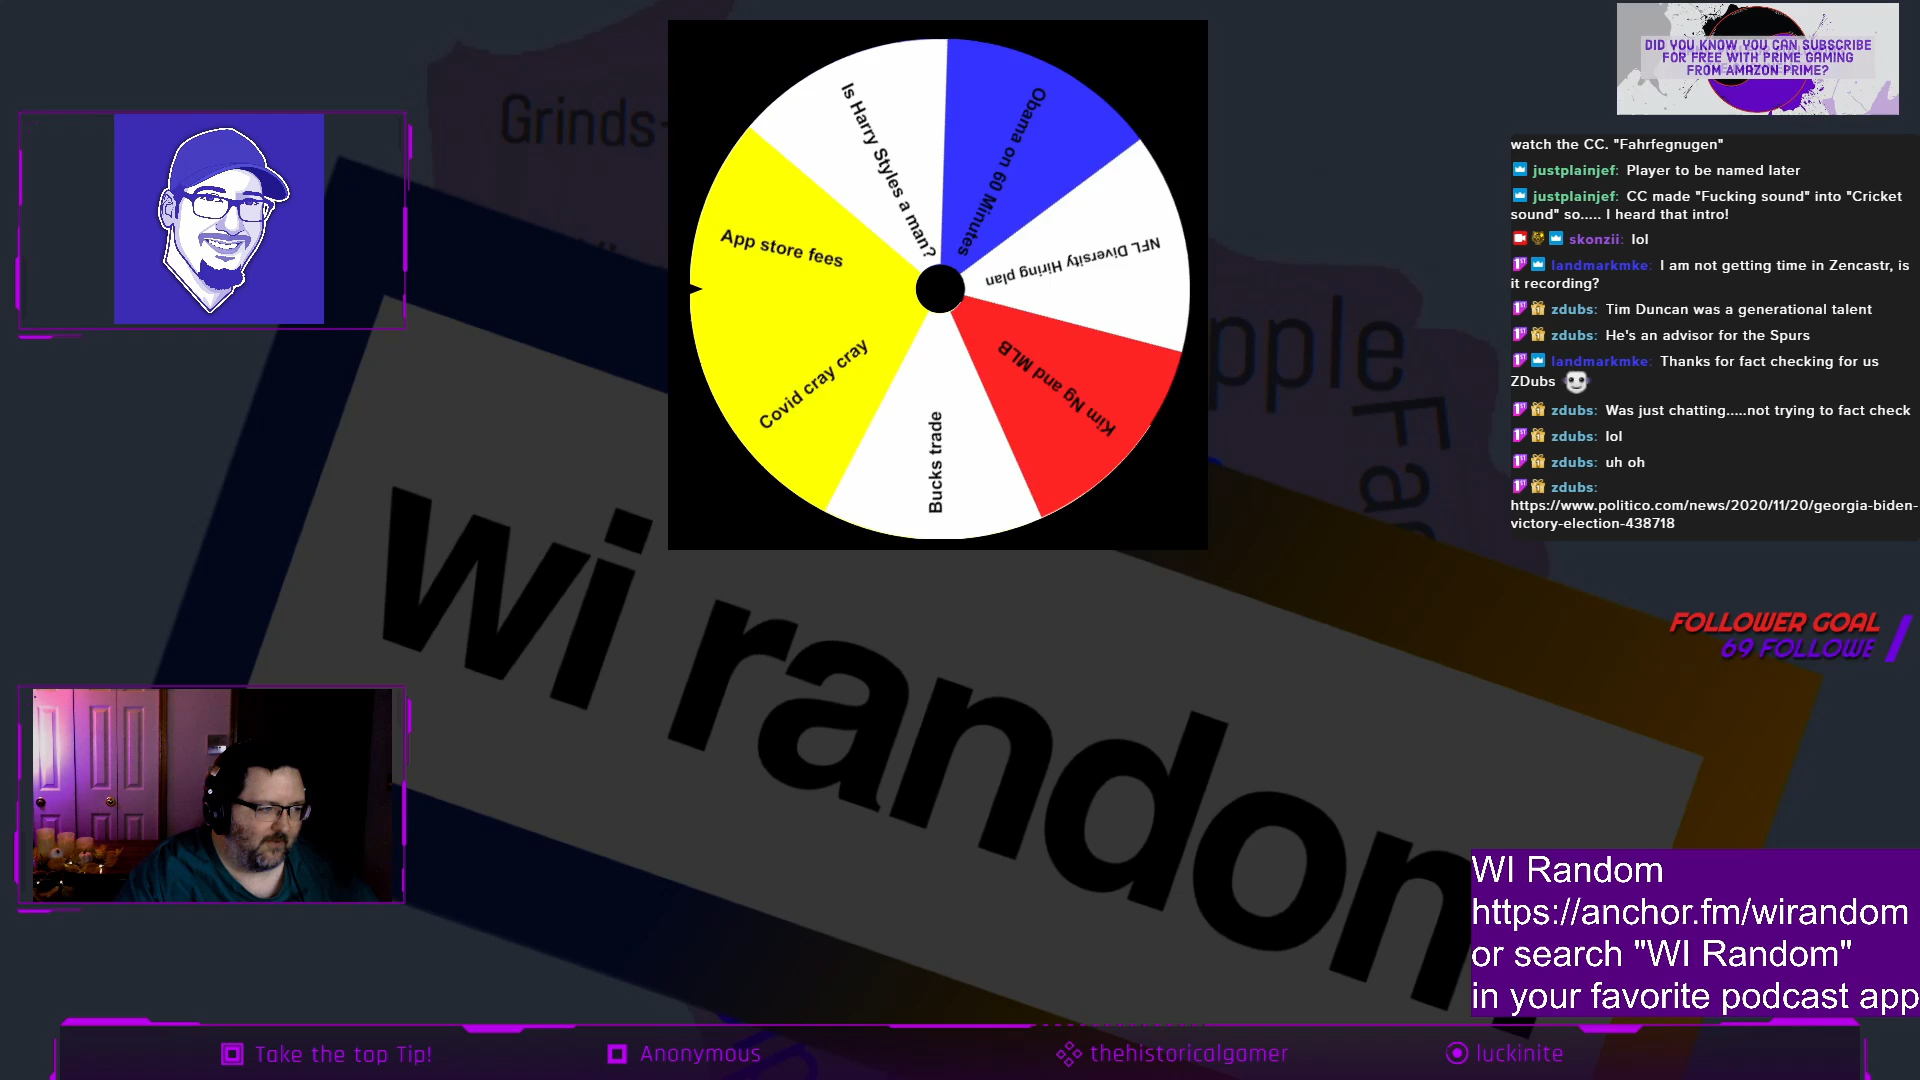 Grinds-
pple
Fac
wi random
Is Harry Styles a man?
Obama on 60 Minutes
NFL Diversity Hiring plan
Kim Ng and MLB
Bucks trade
Covid cray cray
App store fees
DID YOU KNOW YOU CAN SUBSCRIBE
FOR FREE WITH PRIME GAMING
FROM AMAZON PRIME?
watch the CC. "Fahrfegnugen"
justplainjef: Player to be named later
justplainjef: CC made "Fucking sound" into "Cricket
sound" so..... I heard that intro!
skonzii: lol
landmarkmke: I am not getting time in Zencastr, is
it recording?
zdubs: Tim Duncan was a generational talent
zdubs: He's an advisor for the Spurs
landmarkmke: Thanks for fact checking for us
ZDubs
zdubs: Was just chatting.....not trying to fact check
zdubs: lol
zdubs: uh oh
zdubs:
https://www.politico.com/news/2020/11/20/georgia-biden-
victory-election-438718
FOLLOWER GOAL
69 FOLLOWE
WI Random
https://anchor.fm/wirandom
or search "WI Random"
in your favorite podcast app
Take the top Tip!
Anonymous
thehistoricalgamer
luckinite